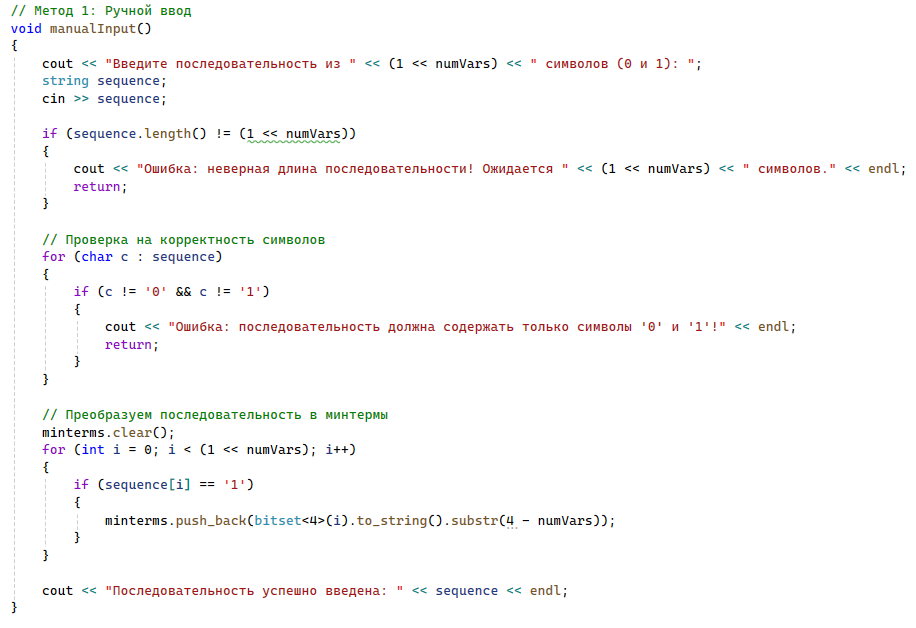 // Метод 1: Ручной ввод
void manualInput()
{
    cout << "Введите последовательность из " << (1 << numVars) << " символов (0 и 1): ";
    string sequence;
    cin >> sequence;

    if (sequence.length() != (1 << numVars))
    {
        cout << "Ошибка: неверная длина последовательности! Ожидается " << (1 << numVars) << " символов." << endl;
        return;
    }

    // Проверка на корректность символов
    for (char c : sequence)
    {
        if (c != '0' && c != '1')
        {
            cout << "Ошибка: последовательность должна содержать только символы '0' и '1'!" << endl;
            return;
        }
    }

    // Преобразуем последовательность в минтермы
    minterms.clear();
    for (int i = 0; i < (1 << numVars); i++)
    {
        if (sequence[i] == '1')
        {
            minterms.push_back(bitset<4>(i).to_string().substr(4 - numVars));
        }
    }

    cout << "Последовательность успешно введена: " << sequence << endl;
}